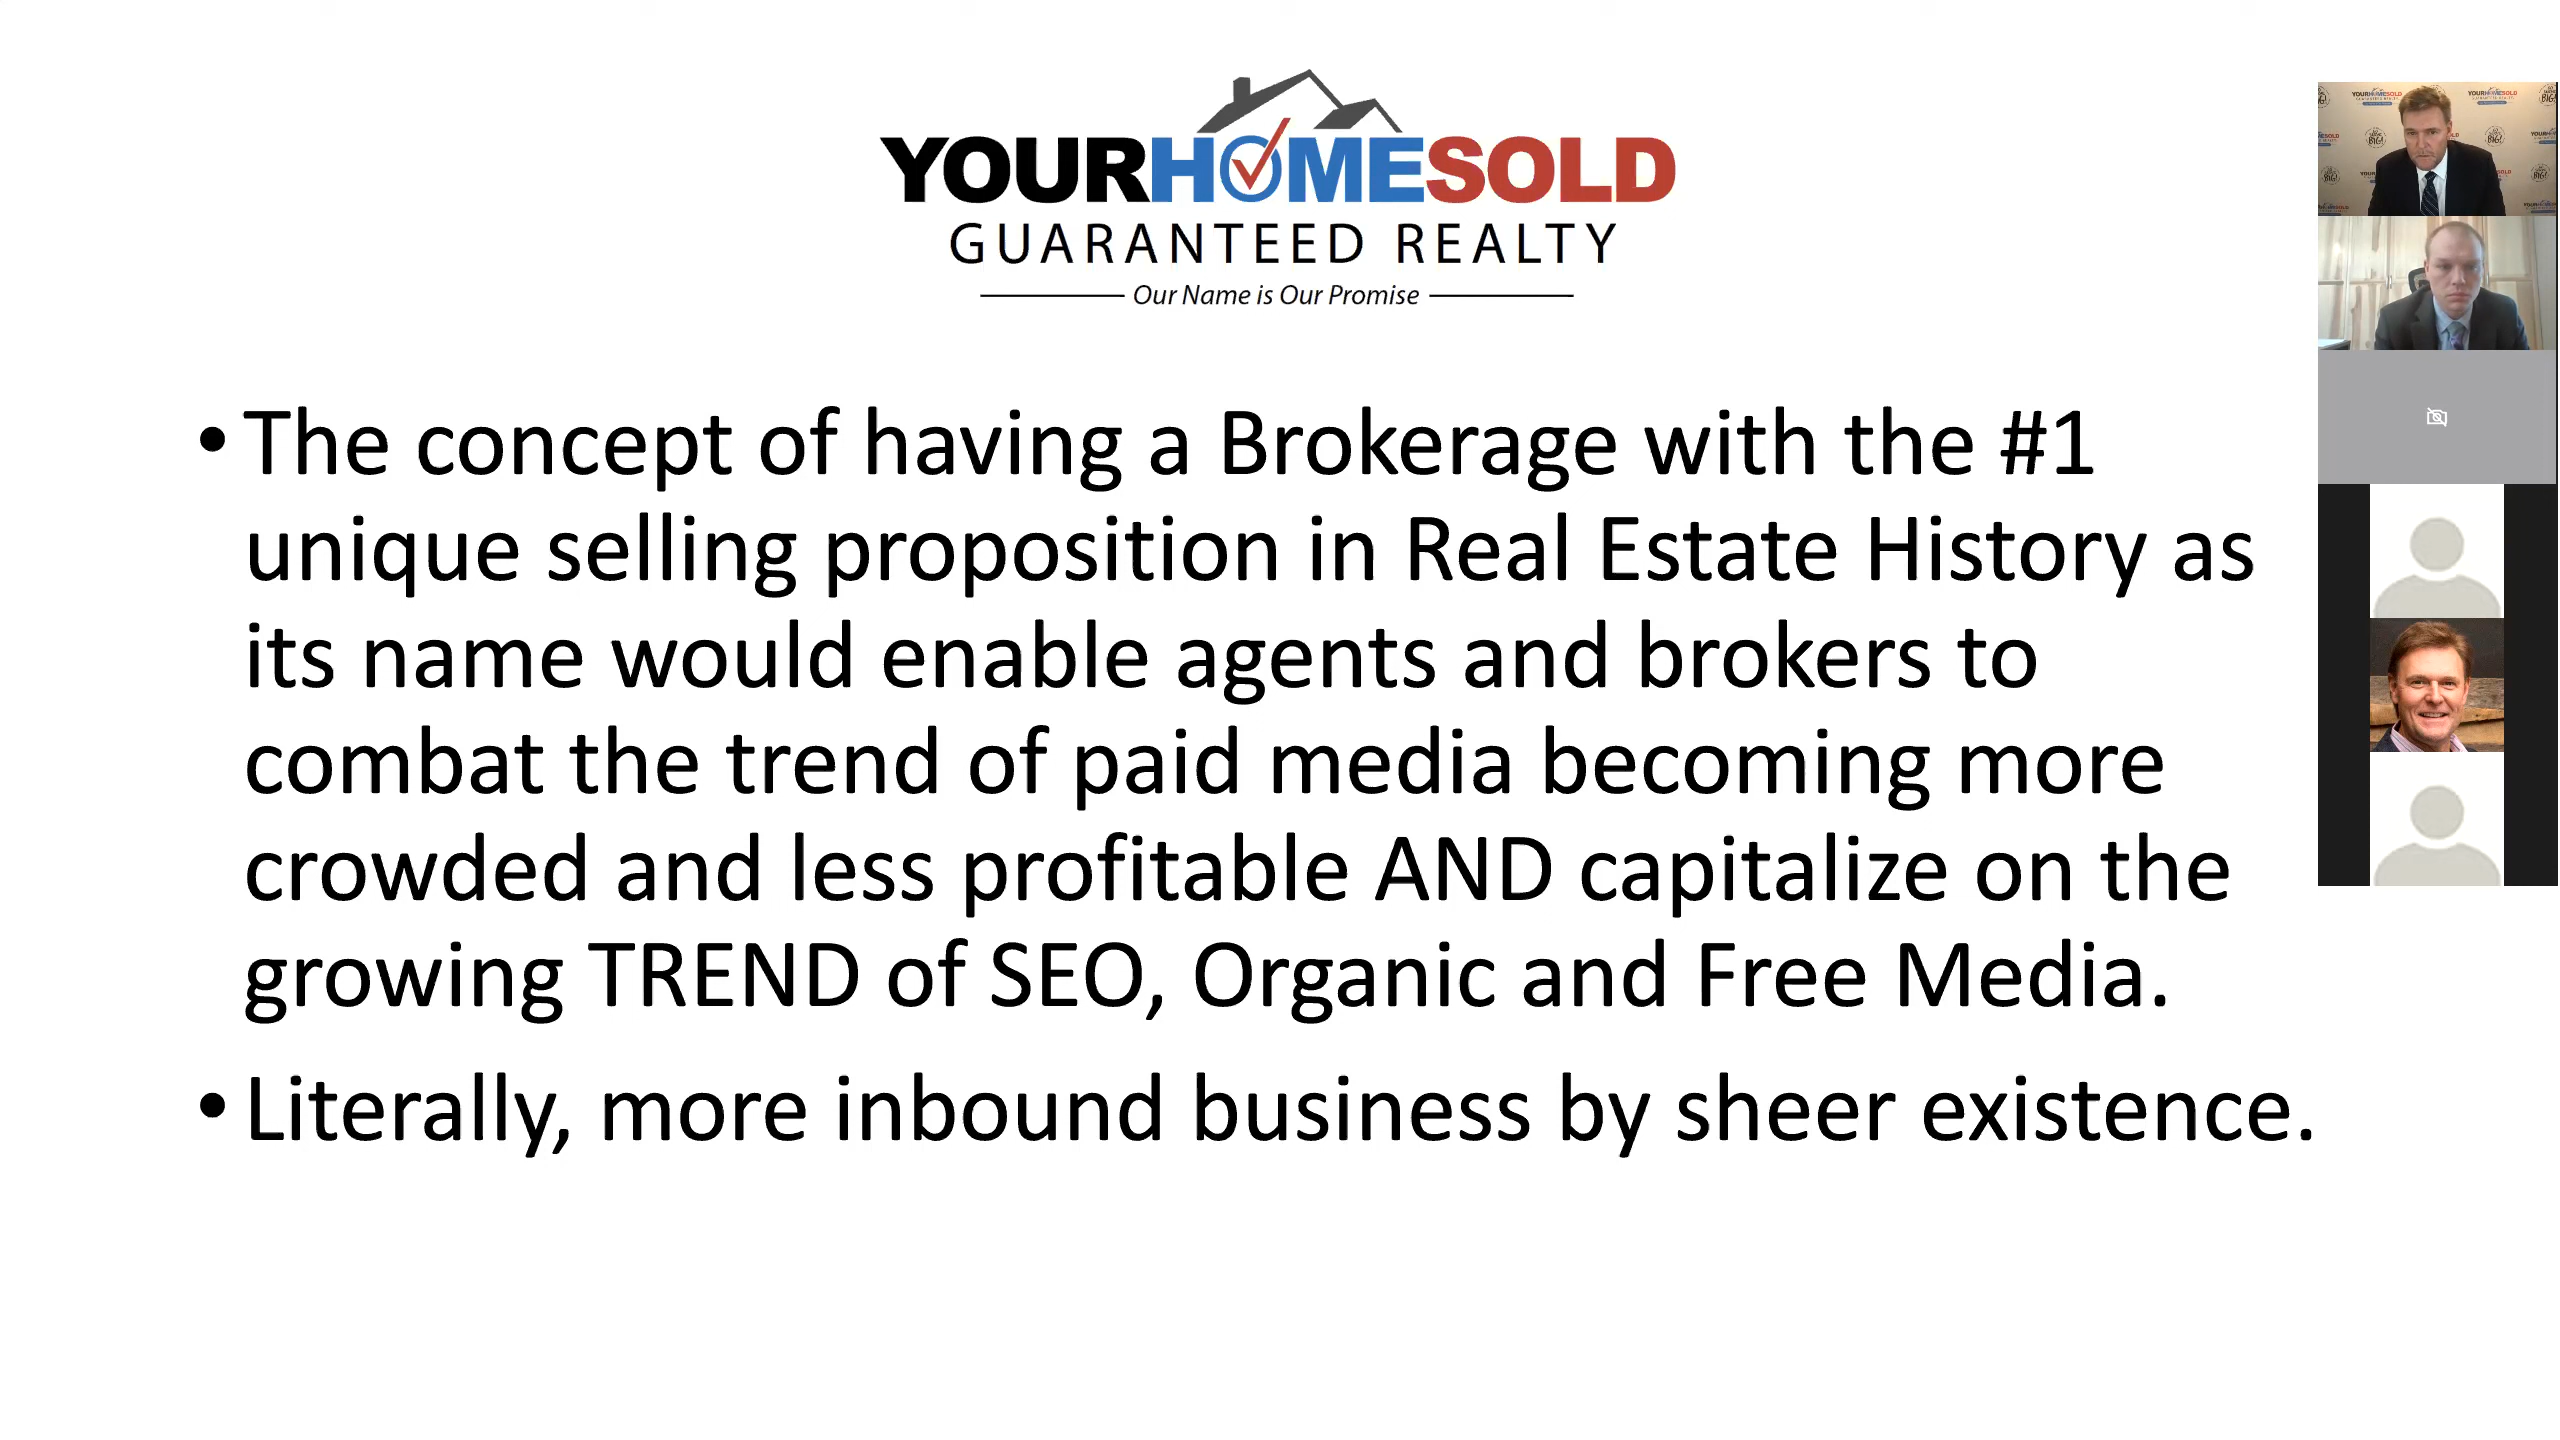 YOURHOMESOLD
GUARANTEED REALTY
Our Name is Our Promise
• The concept of having a Brokerage with the #1
unique selling proposition in Real Estate History as
its name would enable agents and brokers to
combat the trend of paid media becoming more
crowded and less profitable AND capitalize on the
growing TREND of SEO, Organic and Free Media.
• Literally, more inbound business by sheer existence.